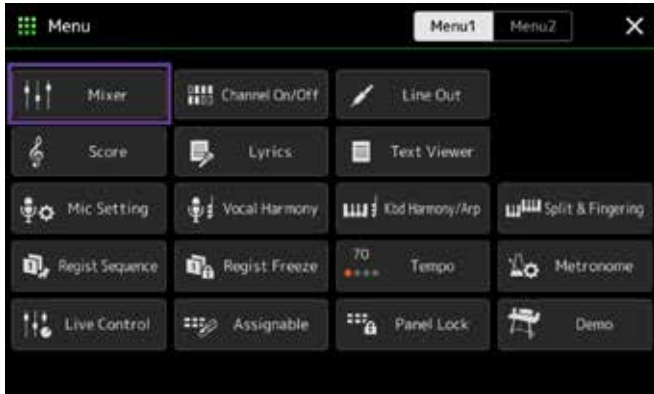 Menu Menu1 Menu2
Mixer Channel On/Off Line Out
Score Lyrics Text Viewer
Mic Setting Vocal Harmony Kbd Harmony/Arp Split & Fingering
Regist Sequence Regist Freeze 70 Tempo Metronome
Live Control Assignable Panel Lock Demo